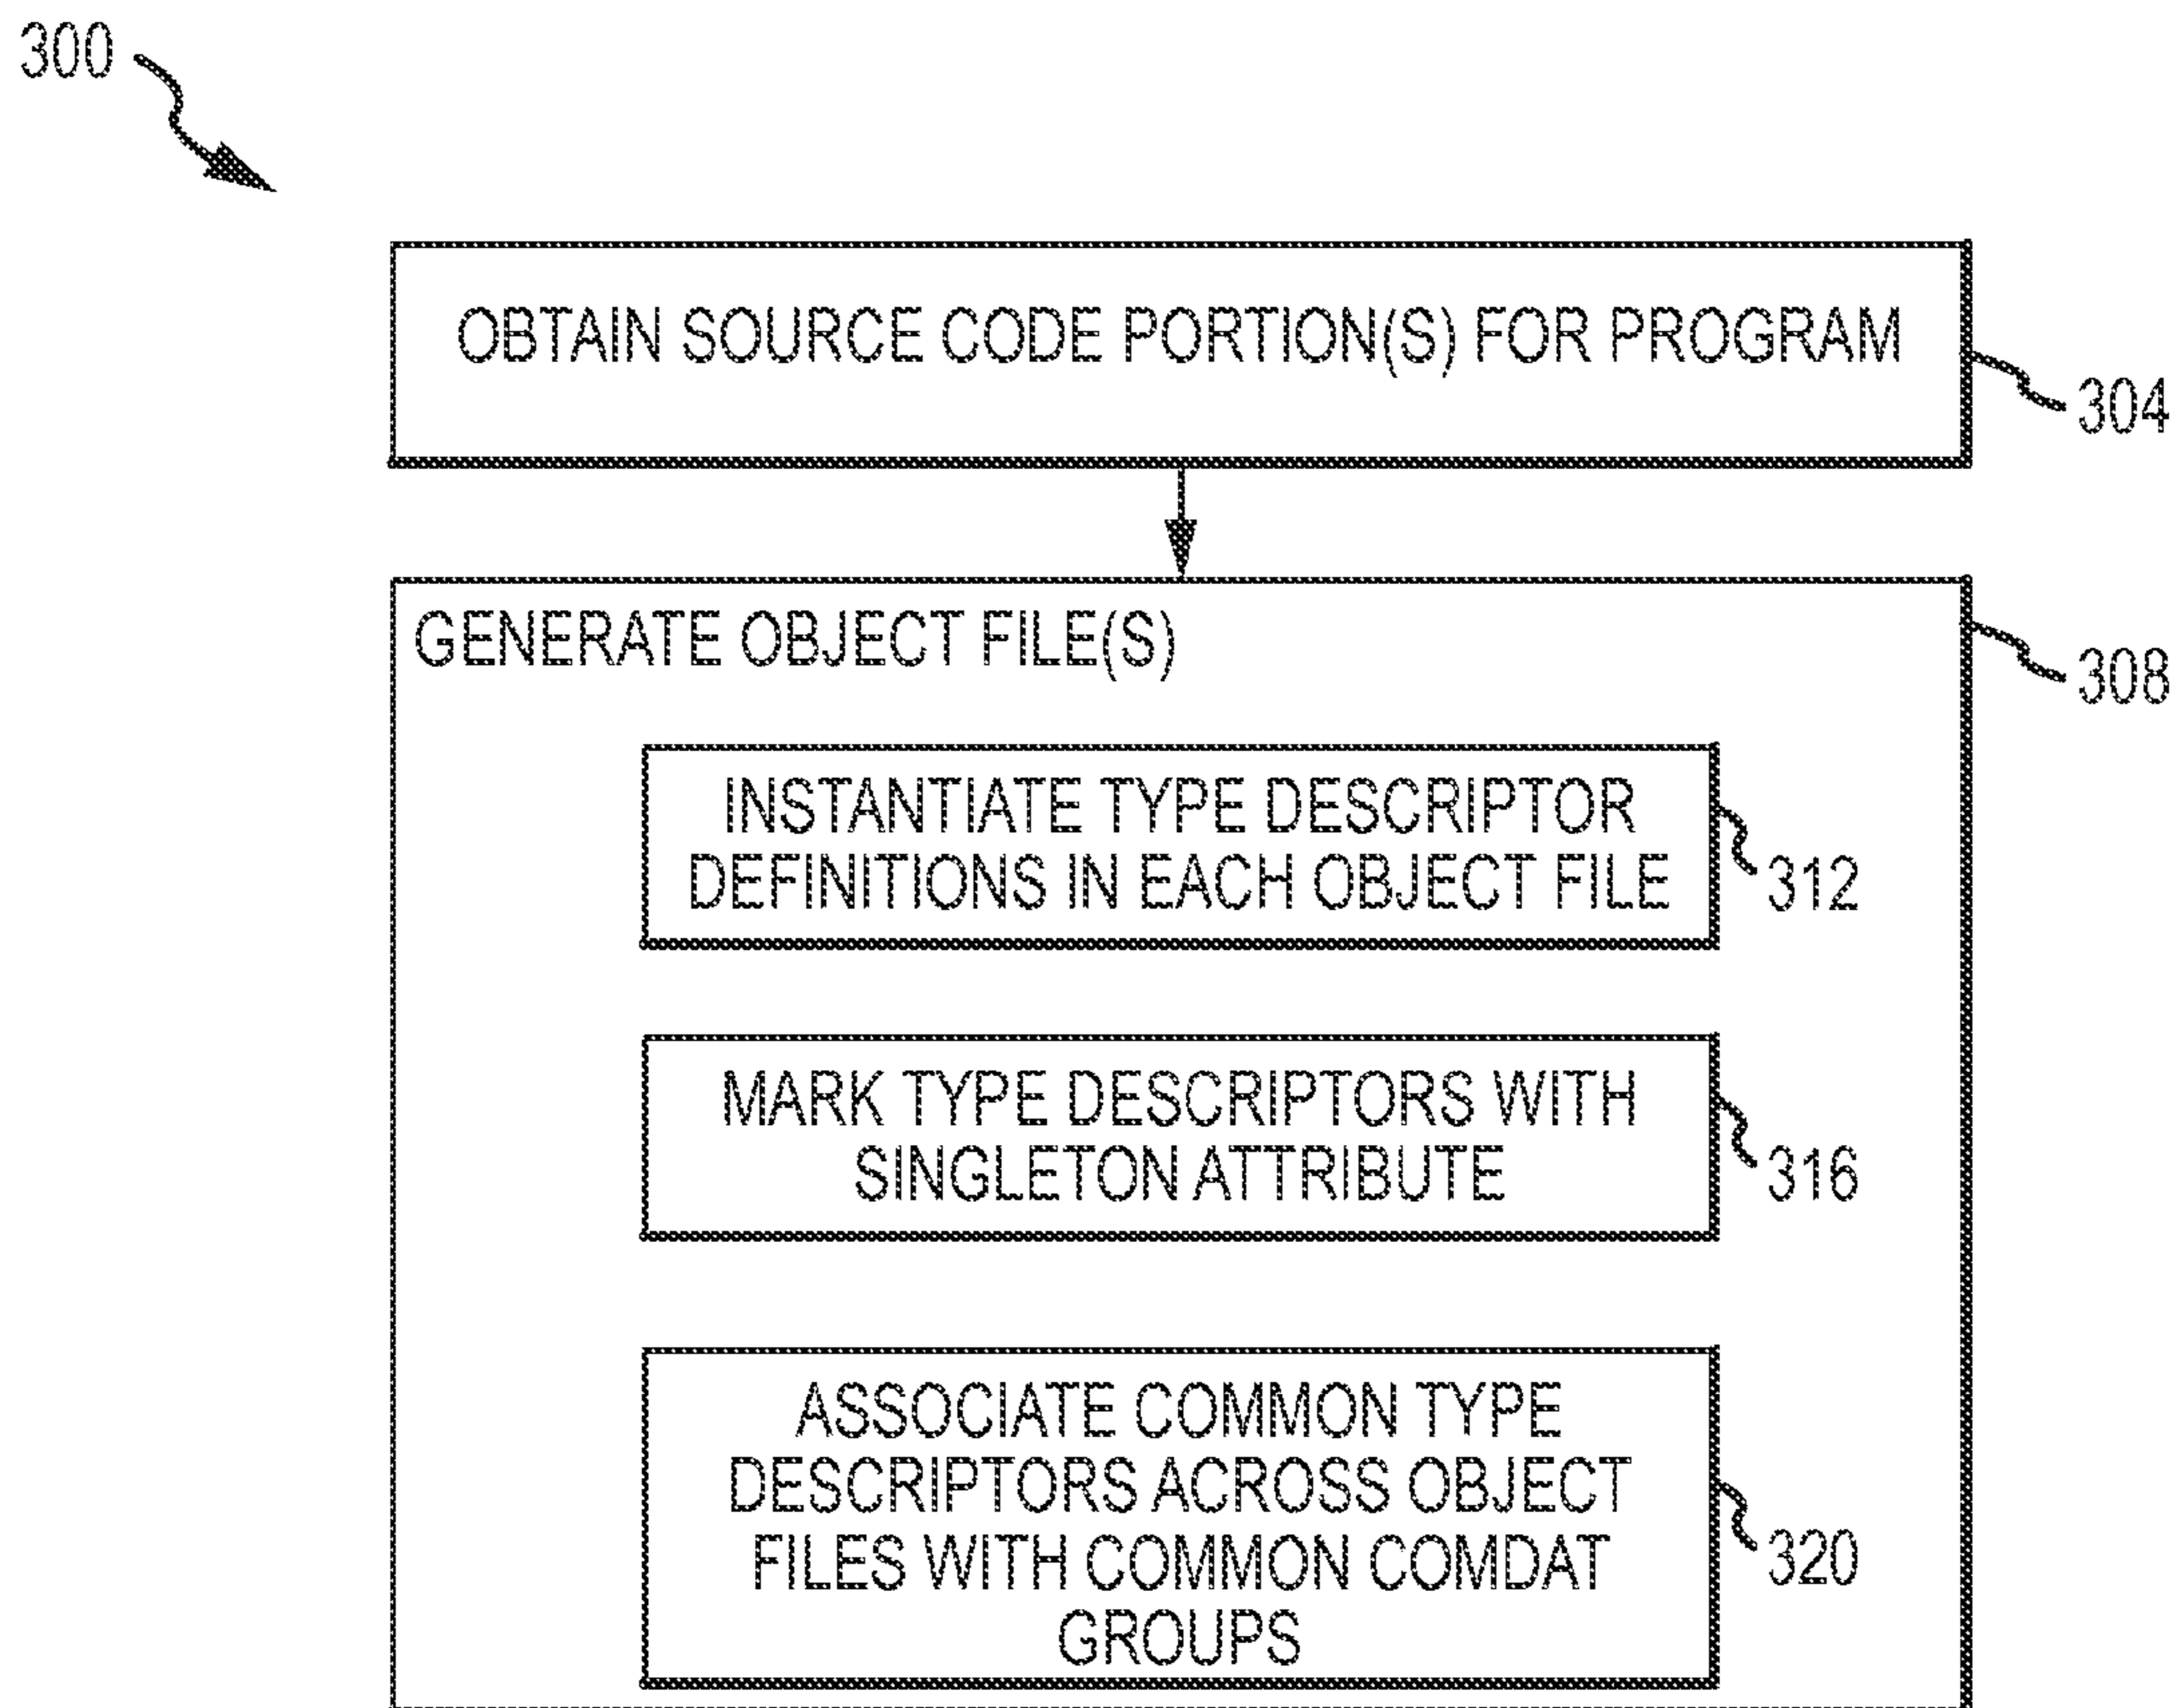 300
OBTAIN SOURCE CODE PORTION(S) FOR PROGRAM
304
GENERATE OBJECT FILE(S)
308
INSTANTIATE TYPE DESCRIPTOR
DEFINITIONS IN EACH OBJECT FILE
312
MARK TYPE DESCRIPTORS WITH
SINGLETON ATTRIBUTE
316
ASSOCIATE COMMON TYPE
DESCRIPTORS ACROSS OBJECT
FILES WITH COMMON COMDAT
GROUPS
320